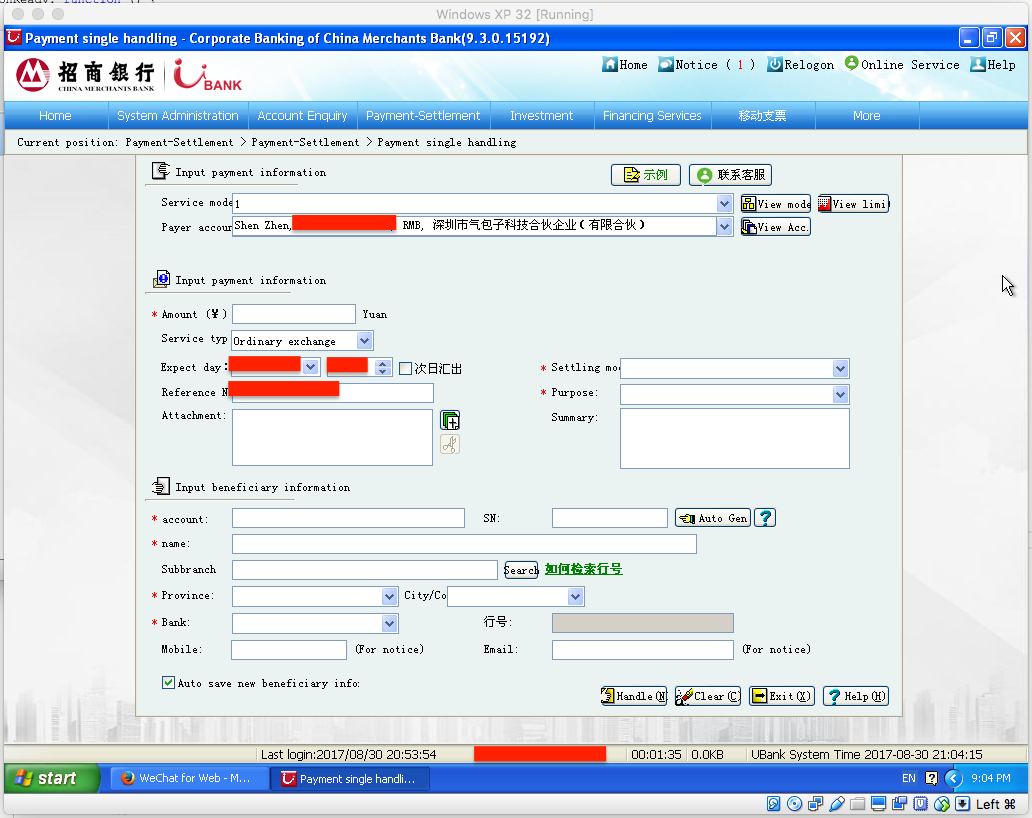 onReady: function () {
Windows XP 32 [Running]
Payment single handling - Corporate Banking of China Merchants Bank(9.3.0.15192)
招商银行 CHINA MERCHANTS BANK U BANK
Home Notice ( 1 ) Relogon Online Service Help
Home System Administration Account Enquiry Payment-Settlement Investment Financing Services 移动支票 More
Current position: Payment-Settlement > Payment-Settlement > Payment single handling
Input payment information 示例 联系客服
Service mode 1 View mode View limi
Payer accour Shen Zhen, RMB, 深圳市气包子科技合伙企业(有限合伙) View Acc.
Input payment information
* Amount (¥) Yuan
Service typ Ordinary exchange
Expect day: 次日汇出 * Settling mo
Reference N * Purpose:
Attachment: Summary:
Input beneficiary information
* account: SN: Auto Gen ?
* name:
Subbranch Search 如何检索行号
* Province: City/Co
* Bank: 行号:
Mobile: (For notice) Email: (For notice)
Auto save new beneficiary info:
Handle(N Clear(C) Exit(X) ? Help(H)
Last login:2017/08/30 20:53:54 00:01:35 0.0KB UBank System Time 2017-08-30 21:04:15
start WeChat for Web - M... Payment single handli... EN ? 9:04 PM
Left ⌘